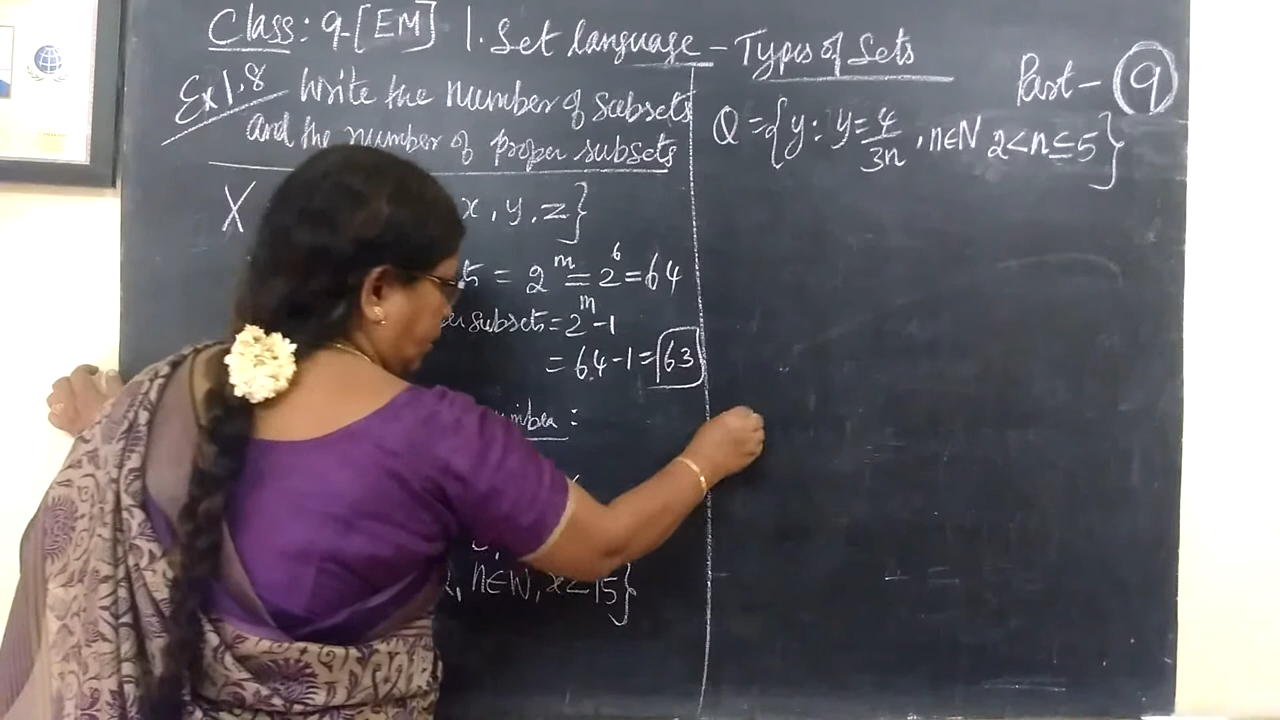 Class: 9-[EM] 1. Set language - Types of Sets
Part - 9
Ex 1.8 Write the number of subsets
and the number of proper subsets
X x, y, z}
= 2^m = 2^6 = 64
subsets = 2^m - 1
= 64 - 1 = 63
:
, n∈N, x<15}
Q = {y : y = 4/3n, n∈N 2<n≤5}